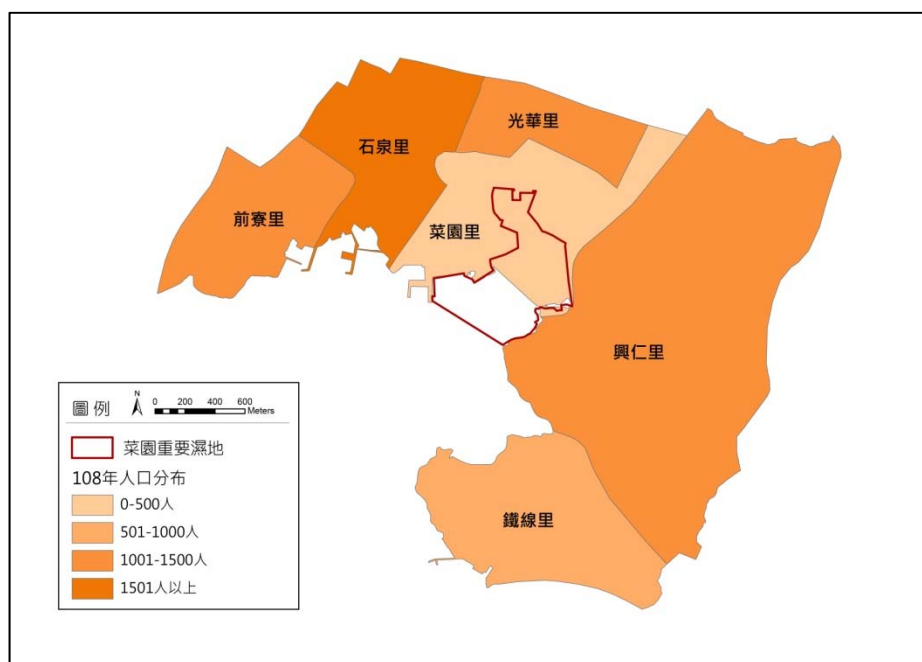 石泉里
光華里
前寮里
菜園里
興仁里
鐵線里
圖例
N
0 200 400 600
Meters
菜園重要濕地
108年人口分布
0-500人
501-1000人
1001-1500人
1501人以上